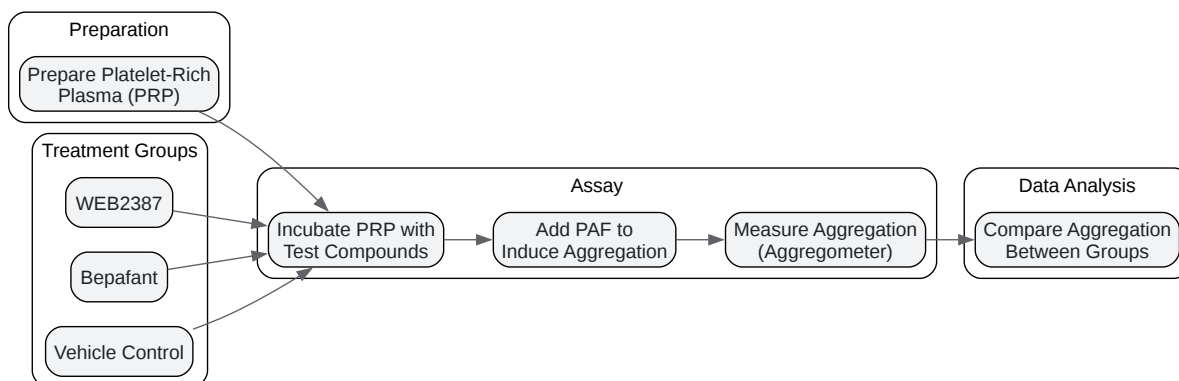 Preparation
Prepare Platelet-Rich
Plasma (PRP)
Treatment Groups
WEB2387
Bepafant
Vehicle Control
Assay
Incubate PRP with
Test Compounds
Add PAF to
Induce Aggregation
Measure Aggregation
(Aggregometer)
Data Analysis
Compare Aggregation
Between Groups